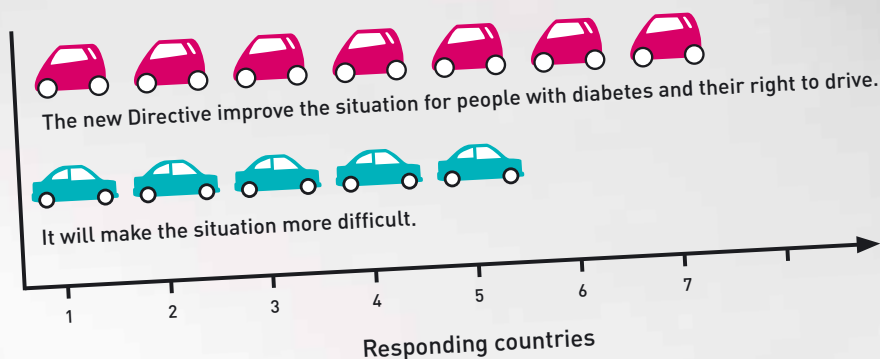 The new Directive improve the situation for people with diabetes and their right to drive.
It will make the situation more difficult.
1 2 3 4 5 6 7
Responding countries